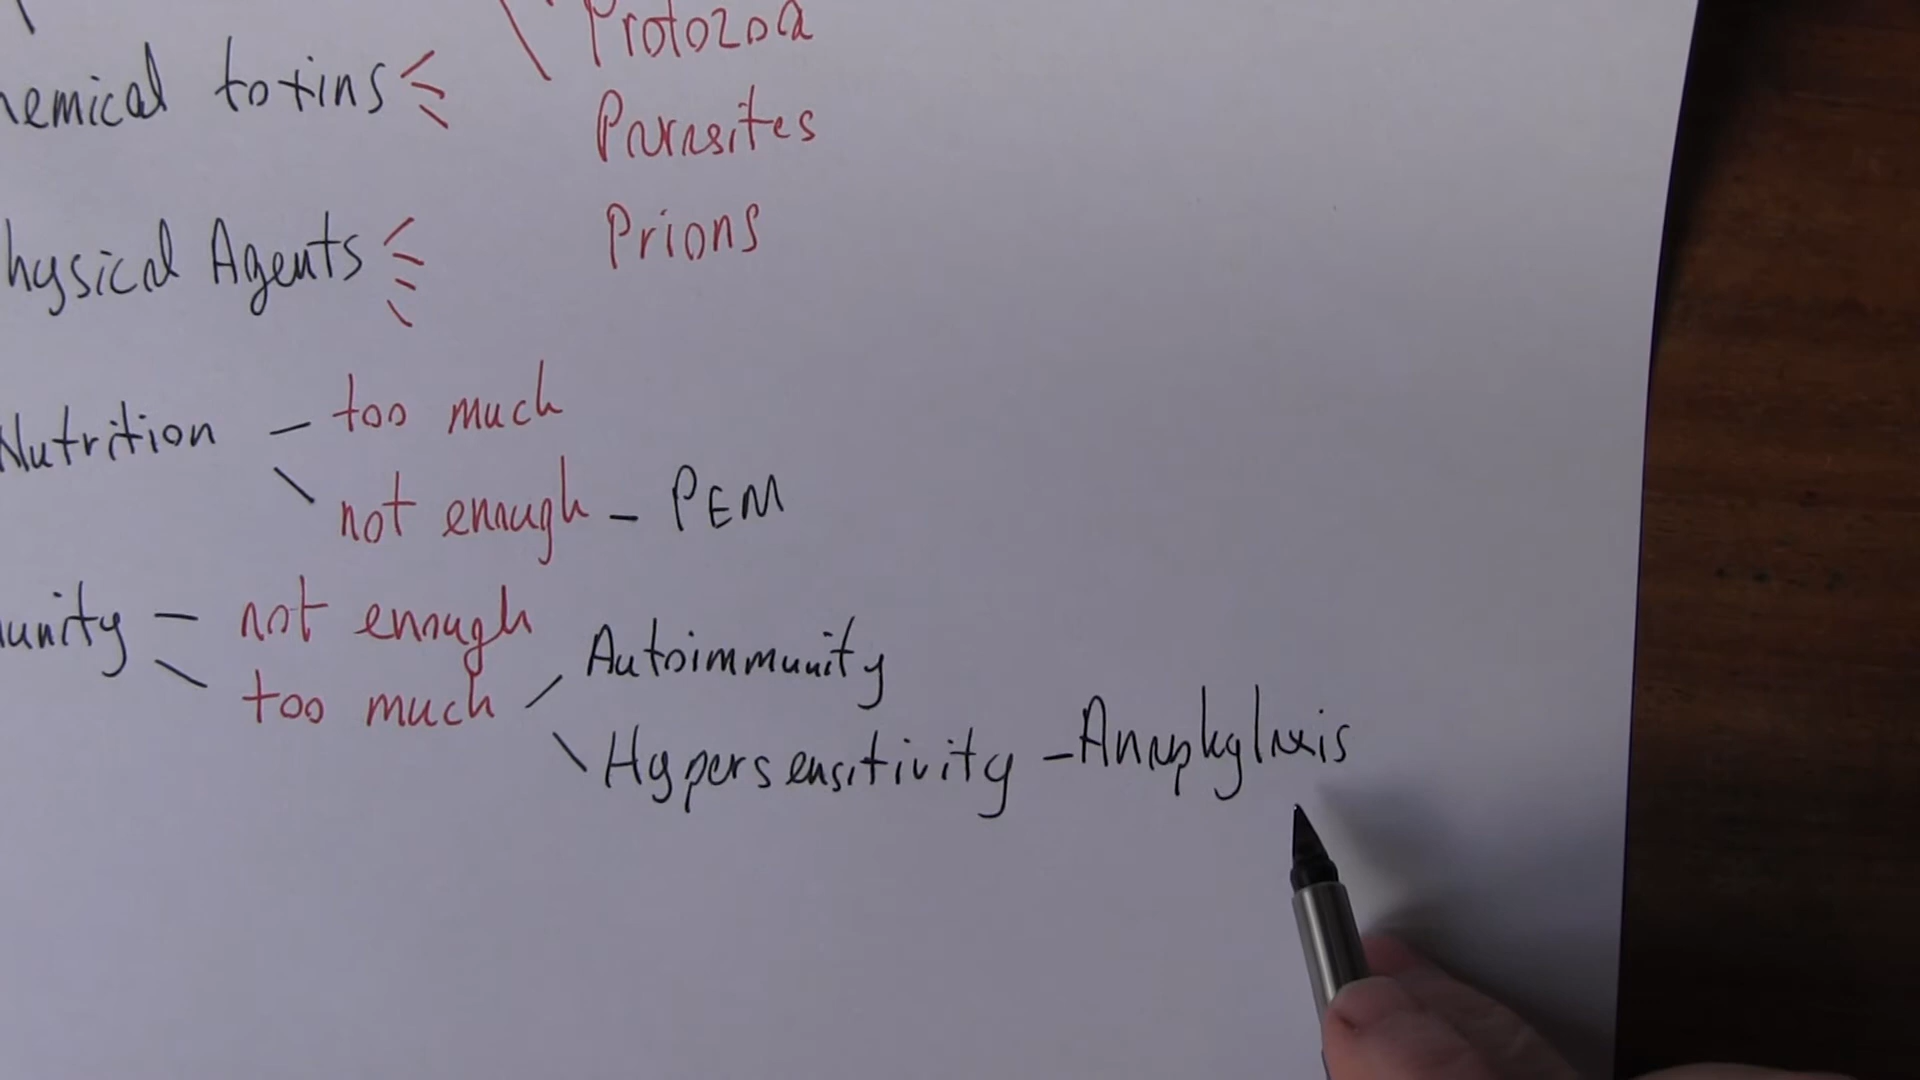 Protozoa
hemical toxins
Parasites
Prions
hysical Agents
Nutrition – too much
not enough – PEM
unity – not enough
too much
Autoimmunity
Hypersensitivity – Anaphylaxis